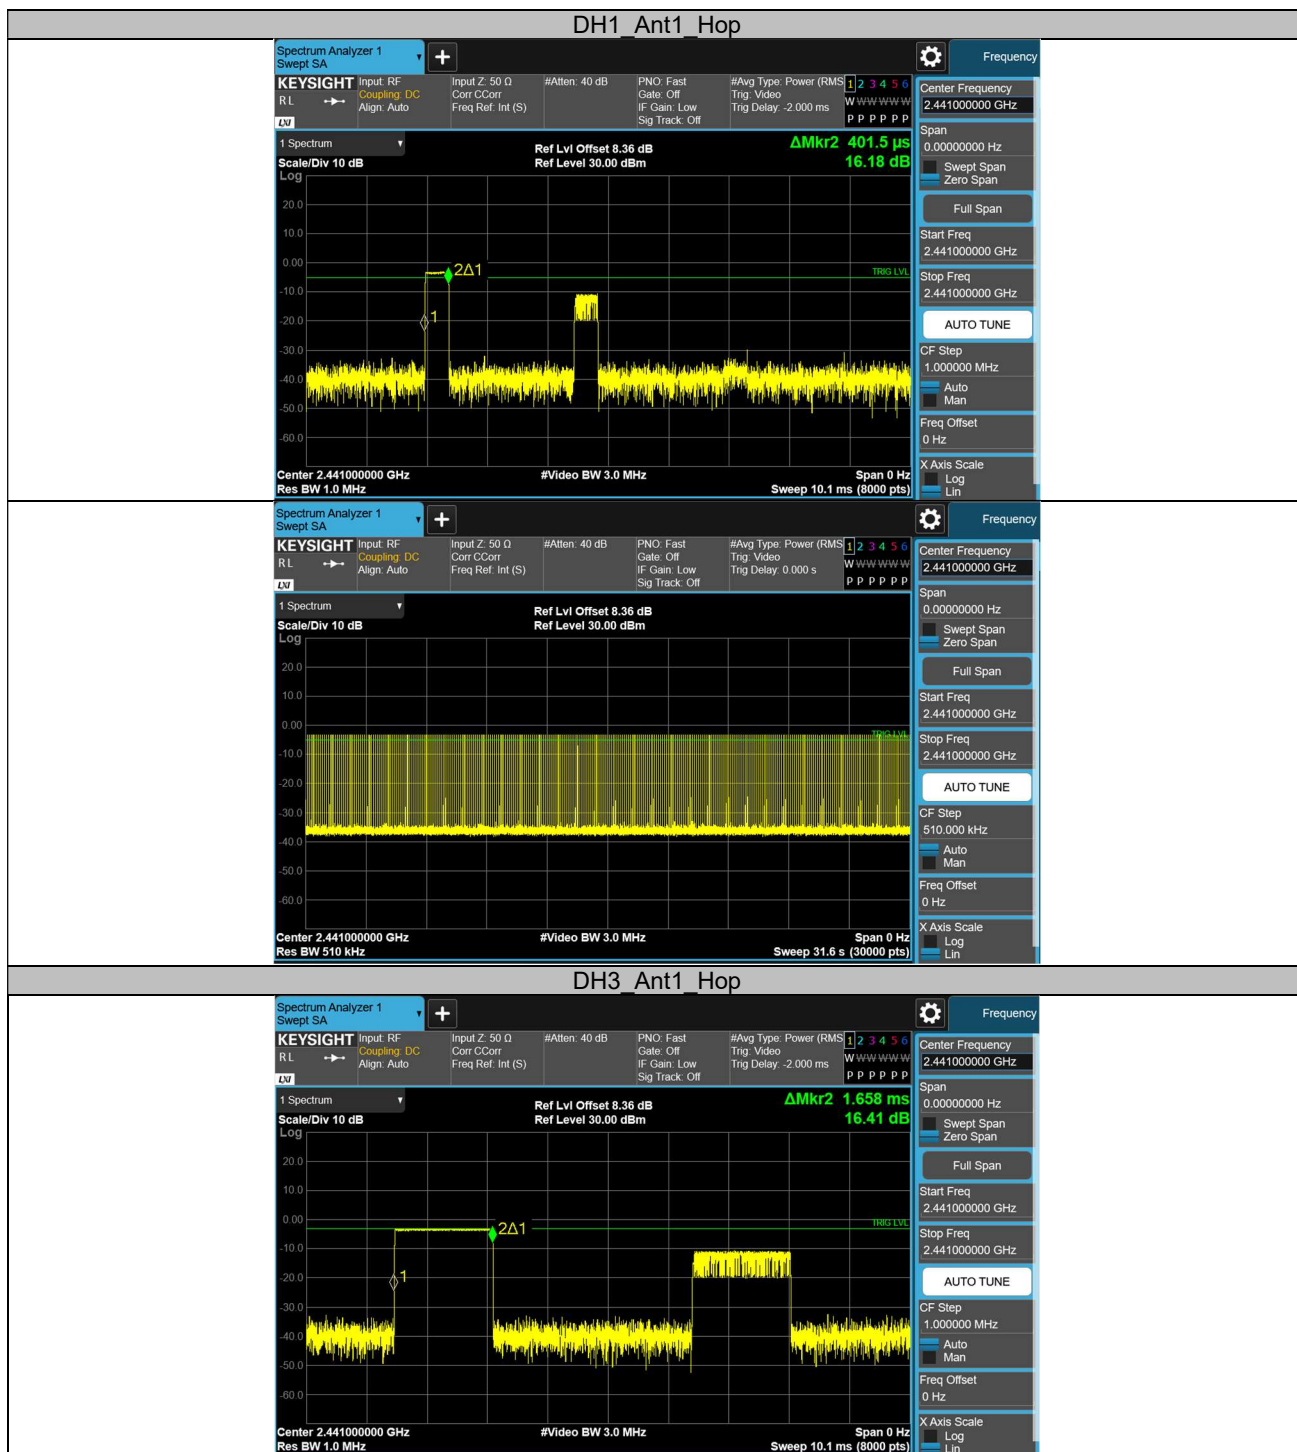 DH1_Ant1_Hop
Spectrum Analyzer 1
Swept SA
+
Frequency
KEYSIGHT Input: RF Input Z: 50 Ω #Atten: 40 dB PNO: Fast #Avg Type: Power (RMS 1 2 3 4 5 6
R L Coupling: DC Corr CCorr Gate: Off Trig: Video W W W W W W
Align: Auto Freq Ref: Int (S) IF Gain: Low Trig Delay: -2.000 ms
LXI Sig Track: Off P P P P P P
1 Spectrum
Scale/Div 10 dB
Ref Lvl Offset 8.36 dB
Ref Level 30.00 dBm
ΔMkr2 401.5 µs
16.18 dB
Log
20.0
10.0
0.00
-10.0
-20.0
-30.0
-40.0
-50.0
-60.0
2Δ1
1
TRIG LVL
Center 2.441000000 GHz #Video BW 3.0 MHz Span 0 Hz
Res BW 1.0 MHz Sweep 10.1 ms (8000 pts)
Center Frequency
2.441000000 GHz
Span
0.00000000 Hz
Swept Span
Zero Span
Full Span
Start Freq
2.441000000 GHz
Stop Freq
2.441000000 GHz
AUTO TUNE
CF Step
1.000000 MHz
Auto
Man
Freq Offset
0 Hz
X Axis Scale
Log
Lin
Spectrum Analyzer 1
Swept SA
+
Frequency
KEYSIGHT Input: RF Input Z: 50 Ω #Atten: 40 dB PNO: Fast #Avg Type: Power (RMS 1 2 3 4 5 6
R L Coupling: DC Corr CCorr Gate: Off Trig: Video W W W W W W
Align: Auto Freq Ref: Int (S) IF Gain: Low Trig Delay: 0.000 s
LXI Sig Track: Off P P P P P P
1 Spectrum
Scale/Div 10 dB
Ref Lvl Offset 8.36 dB
Ref Level 30.00 dBm
Log
20.0
10.0
0.00
-10.0
-20.0
-30.0
-40.0
-50.0
-60.0
TRIG LVL
Center 2.441000000 GHz #Video BW 3.0 MHz Span 0 Hz
Res BW 510 kHz Sweep 31.6 s (30000 pts)
Center Frequency
2.441000000 GHz
Span
0.00000000 Hz
Swept Span
Zero Span
Full Span
Start Freq
2.441000000 GHz
Stop Freq
2.441000000 GHz
AUTO TUNE
CF Step
510.000 kHz
Auto
Man
Freq Offset
0 Hz
X Axis Scale
Log
Lin
DH3_Ant1_Hop
Spectrum Analyzer 1
Swept SA
+
Frequency
KEYSIGHT Input: RF Input Z: 50 Ω #Atten: 40 dB PNO: Fast #Avg Type: Power (RMS 1 2 3 4 5 6
R L Coupling: DC Corr CCorr Gate: Off Trig: Video W W W W W W
Align: Auto Freq Ref: Int (S) IF Gain: Low Trig Delay: -2.000 ms
LXI Sig Track: Off P P P P P P
1 Spectrum
Scale/Div 10 dB
Ref Lvl Offset 8.36 dB
Ref Level 30.00 dBm
ΔMkr2 1.658 ms
16.41 dB
Log
20.0
10.0
0.00
-10.0
-20.0
-30.0
-40.0
-50.0
-60.0
2Δ1
1
TRIG LVL
Center 2.441000000 GHz #Video BW 3.0 MHz Span 0 Hz
Res BW 1.0 MHz Sweep 10.1 ms (8000 pts)
Center Frequency
2.441000000 GHz
Span
0.00000000 Hz
Swept Span
Zero Span
Full Span
Start Freq
2.441000000 GHz
Stop Freq
2.441000000 GHz
AUTO TUNE
CF Step
1.000000 MHz
Auto
Man
Freq Offset
0 Hz
X Axis Scale
Log
Lin